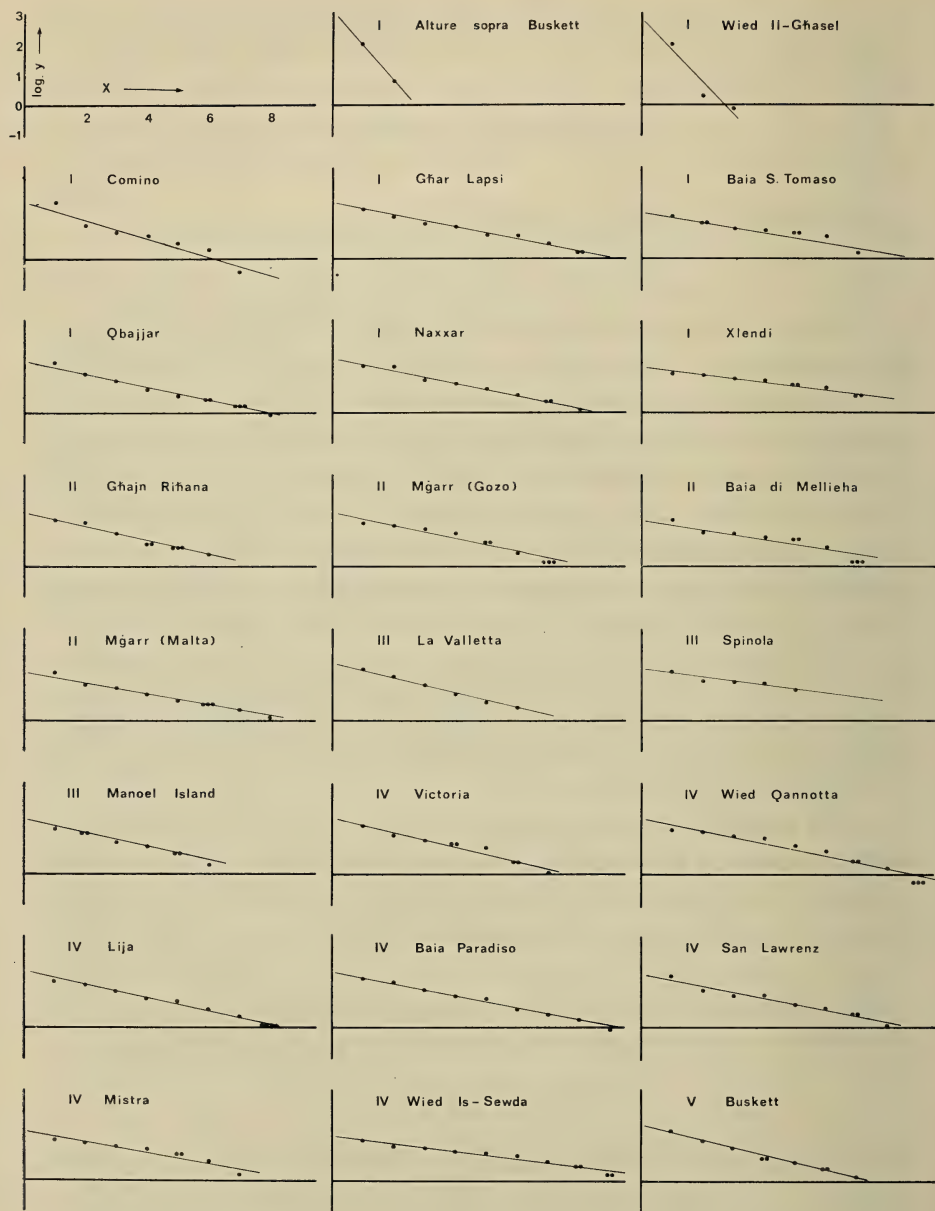 3
2
1
0
-1
log. y
X
2 4 6 8
I Alture sopra Buskett
I Wied Il-Għasel
I Comino
I Għar Lapsi
I Baia S. Tomaso
I Qbajjar
I Naxxar
I Xlendi
II Għajn Riħana
II Mġarr (Gozo)
II Baia di Mellieha
II Mġarr (Malta)
III La Valletta
III Spinola
III Manoel Island
IV Victoria
IV Wied Qannotta
IV Lija
IV Baia Paradiso
IV San Lawrenz
IV Mistra
IV Wied Is-Sewda
V Buskett